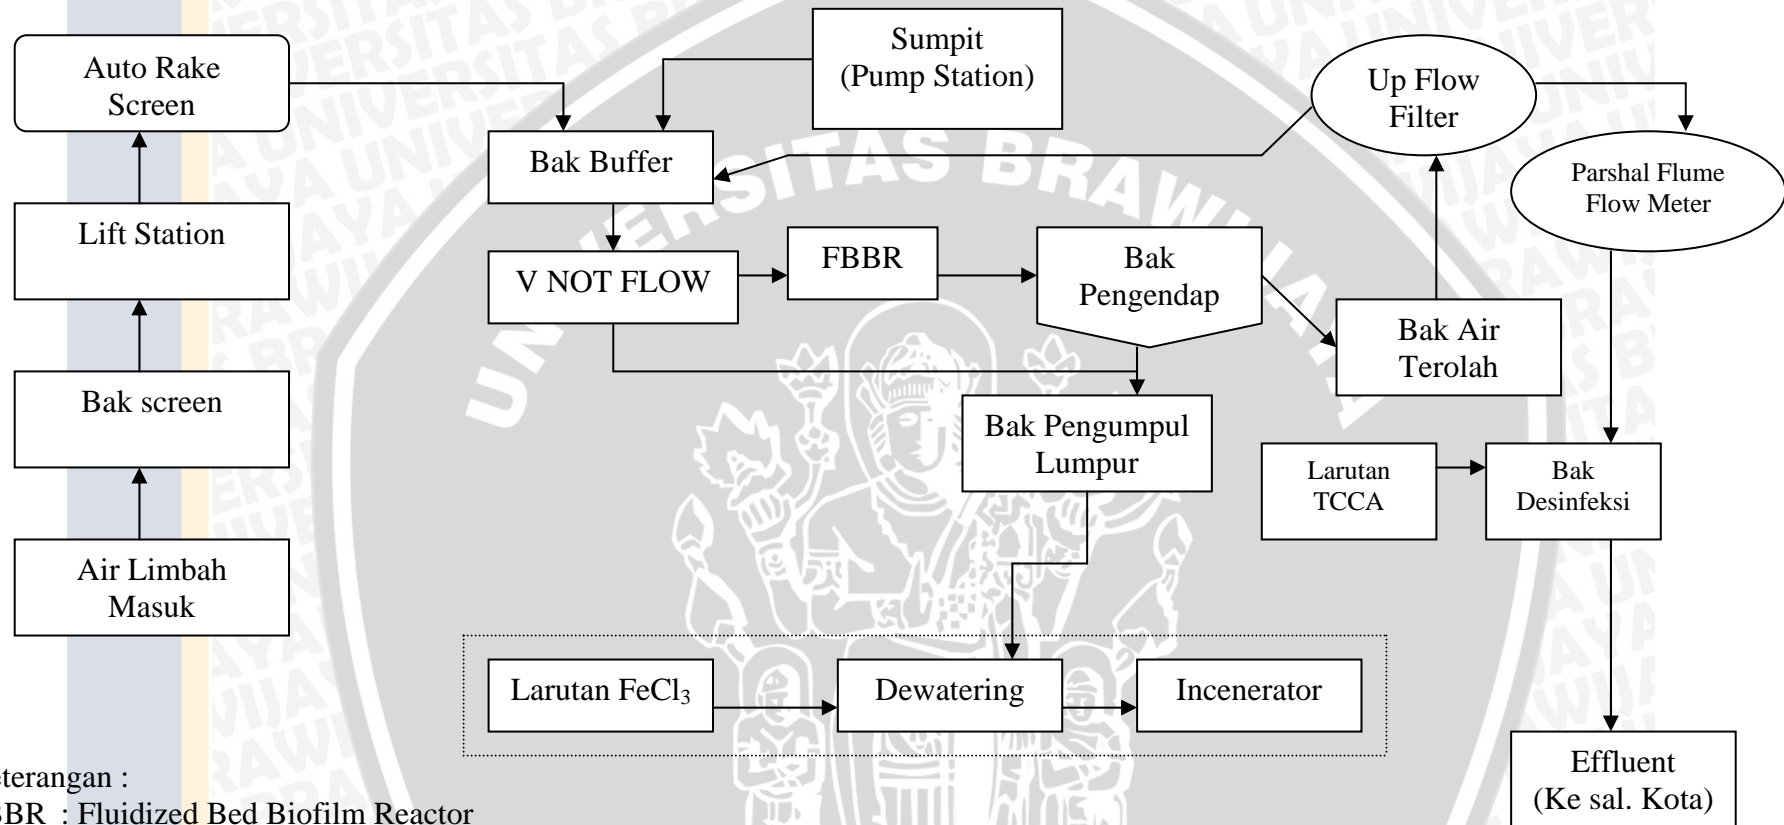 Auto Rake
Screen
Lift Station
Bak screen
Air Limbah
Masuk
Sumpit
(Pump Station)
Bak Buffer
V NOT FLOW
FBBR
Bak
Pengendap
Bak Air
Terolah
Up Flow
Filter
Parshal Flume
Flow Meter
Bak Pengumpul
Lumpur
Larutan
TCCA
Bak
Desinfeksi
Larutan FeCl₃
Dewatering
Incenerator
Effluent
(Ke sal. Kota)
eterangan :
BBR : Fluidized Bed Biofilm Reactor
UNIVERSITAS BRAWIJAYA